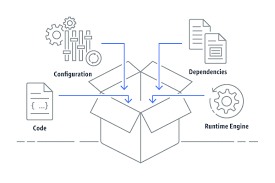 Configuration
Dependencies
{ ... }
Code
Runtime Engine